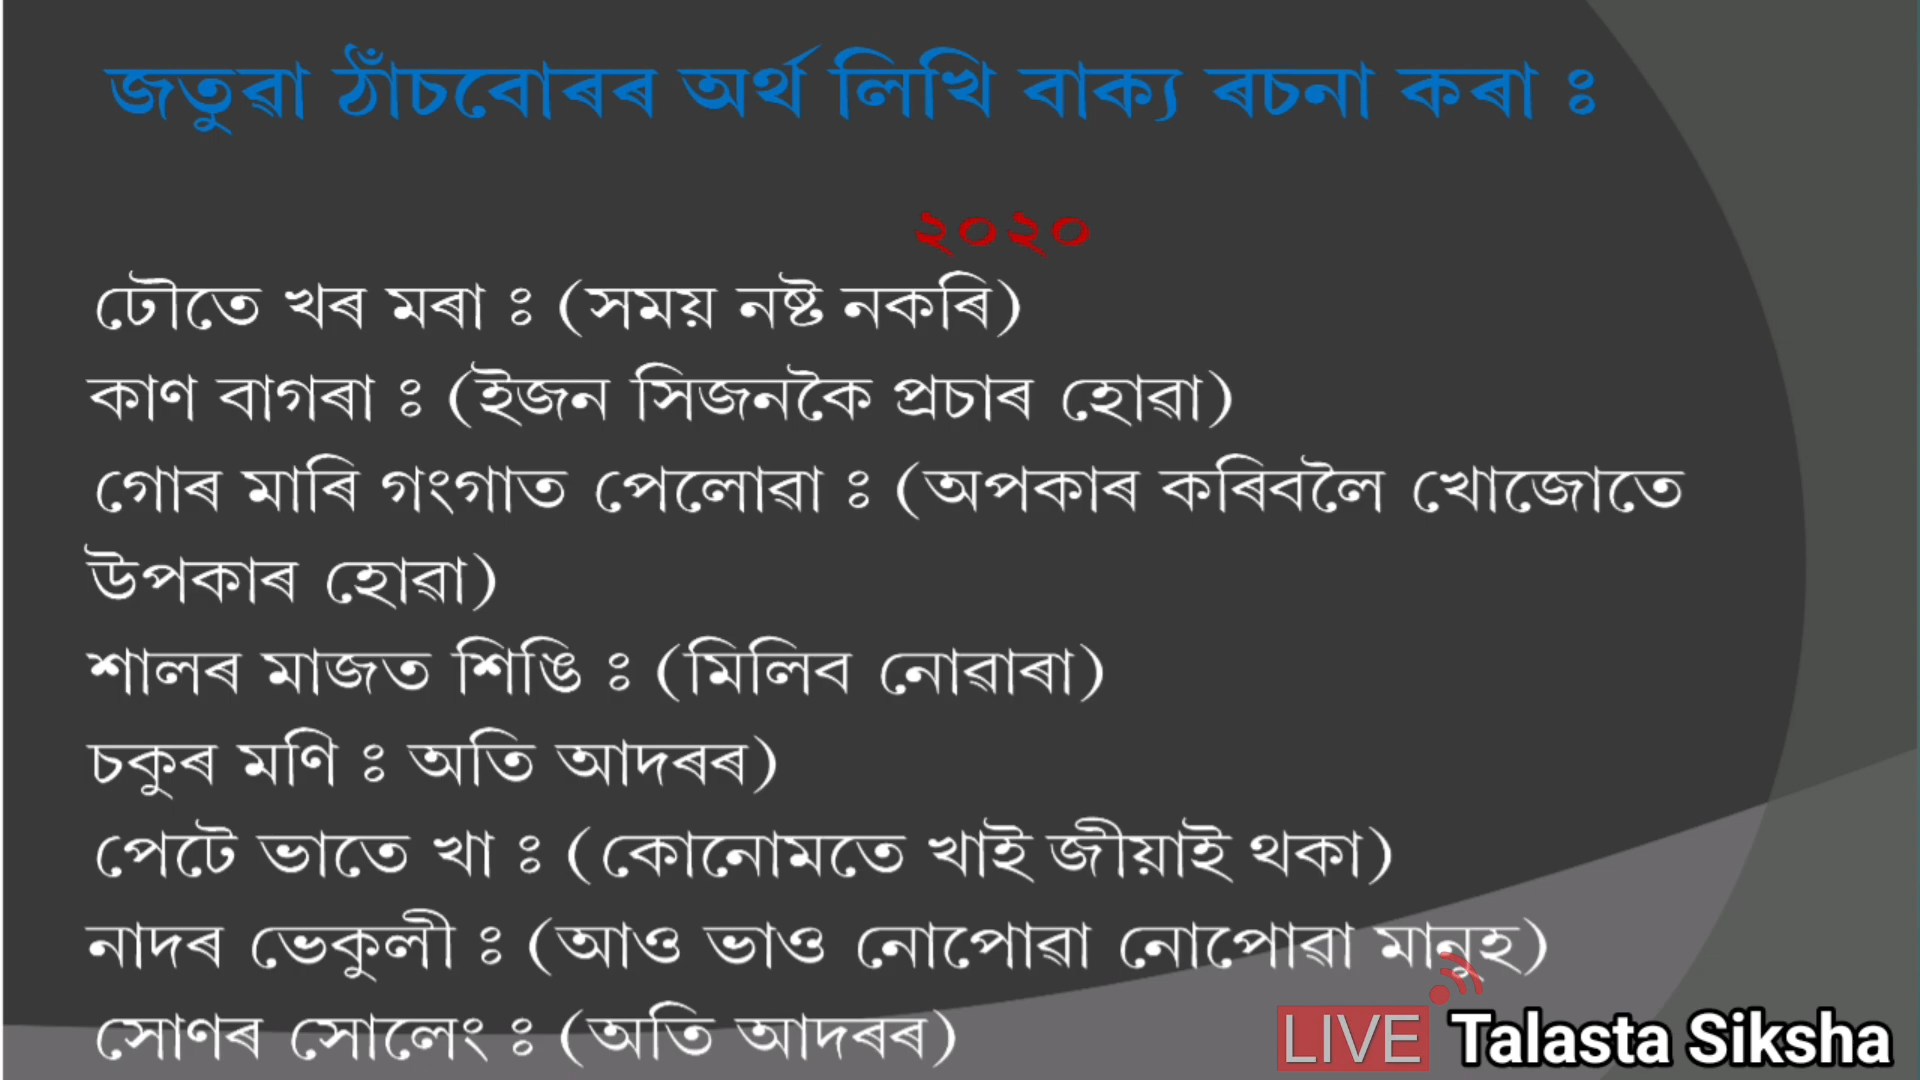 জতুৱা ঠাঁচবোৰৰ অৰ্থ লিখি বাক্য ৰচনা কৰা ঃ
২০২০
ঢৌতে খৰ মৰা ঃ (সময় নষ্ট নকৰি)
কাণ বাগৰা ঃ (ইজন সিজনকৈ প্ৰচাৰ হোৱা)
গোৰ মাৰি গংগাত পেলোৱা ঃ (অপকাৰ কৰিবলৈ খোজোতে
উপকাৰ হোৱা)
শালৰ মাজত শিঙি ঃ (মিলিব নোৱাৰা)
চকুৰ মণি ঃ অতি আদৰৰ)
পেটে ভাতে খা ঃ (কোনোমতে খাই জীয়াই থকা)
নাদৰ ভেকুলী ঃ (আও ভাও নোপোৱা নোপোৱা মানুহ)
সোণৰ সোলেং ঃ (অতি আদৰৰ)
LIVE Talasta Siksha